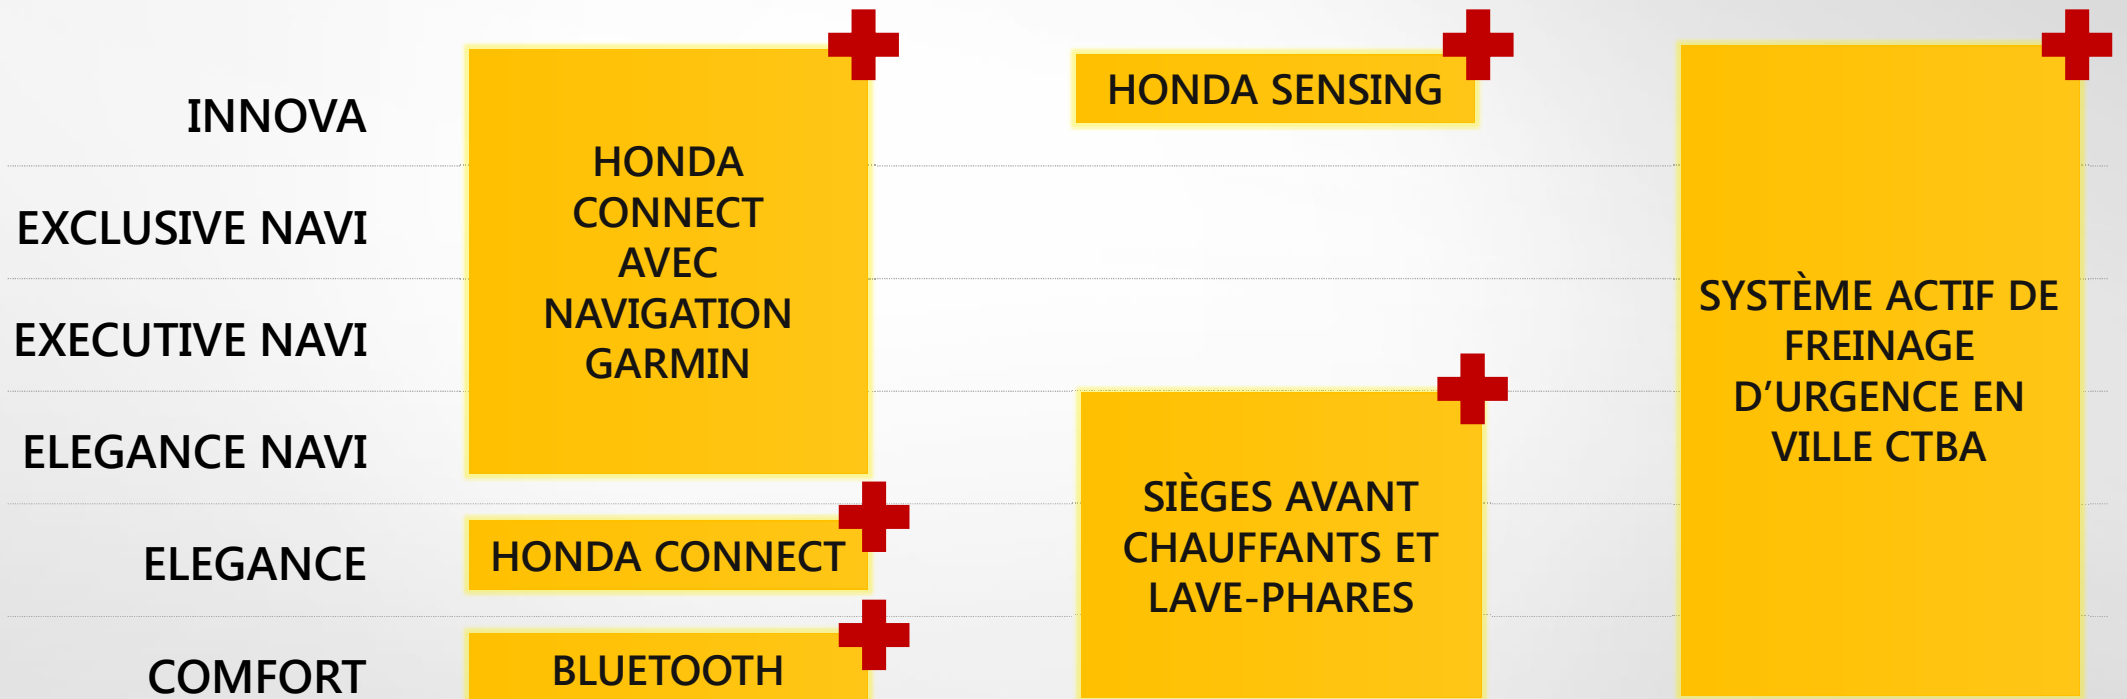 INNOVA
EXCLUSIVE NAVI
EXECUTIVE NAVI
ELEGANCE NAVI
ELEGANCE
COMFORT
HONDA
CONNECT
AVEC
NAVIGATION
GARMIN
HONDA CONNECT
BLUETOOTH
HONDA SENSING
SIÈGES AVANT
CHAUFFANTS ET
LAVE-PHARES
SYSTÈME ACTIF DE
FREINAGE
D’URGENCE EN
VILLE CTBA